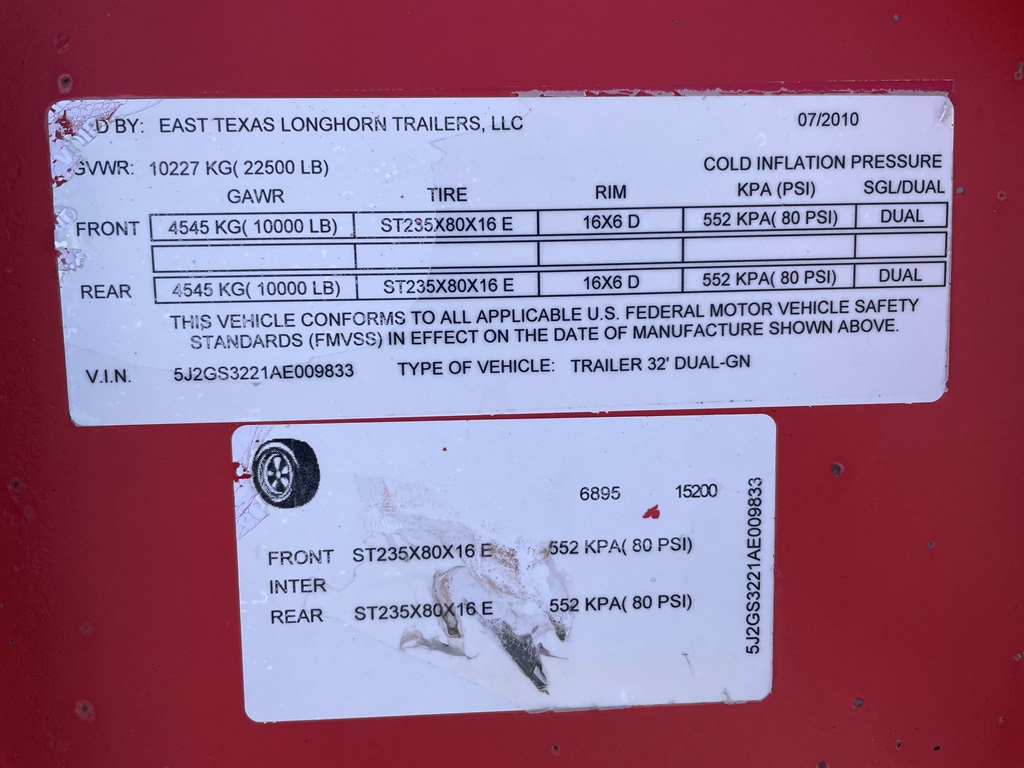 D BY: EAST TEXAS LONGHORN TRAILERS, LLC 07/2010
GVWR: 10227 KG( 22500 LB) COLD INFLATION PRESSURE
GAWR TIRE RIM KPA (PSI) SGL/DUAL
FRONT 4545 KG( 10000 LB) ST235X80X16 E 16X6 D 552 KPA( 80 PSI) DUAL
REAR 4545 KG( 10000 LB) ST235X80X16 E 16X6 D 552 KPA( 80 PSI) DUAL
THIS VEHICLE CONFORMS TO ALL APPLICABLE U.S. FEDERAL MOTOR VEHICLE SAFETY
STANDARDS (FMVSS) IN EFFECT ON THE DATE OF MANUFACTURE SHOWN ABOVE.
V.I.N. 5J2GS3221AE009833 TYPE OF VEHICLE: TRAILER 32' DUAL-GN
6895 15200
FRONT ST235X80X16 E 552 KPA( 80 PSI)
INTER
REAR ST235X80X16 E 552 KPA( 80 PSI)
5J2GS3221AE009833